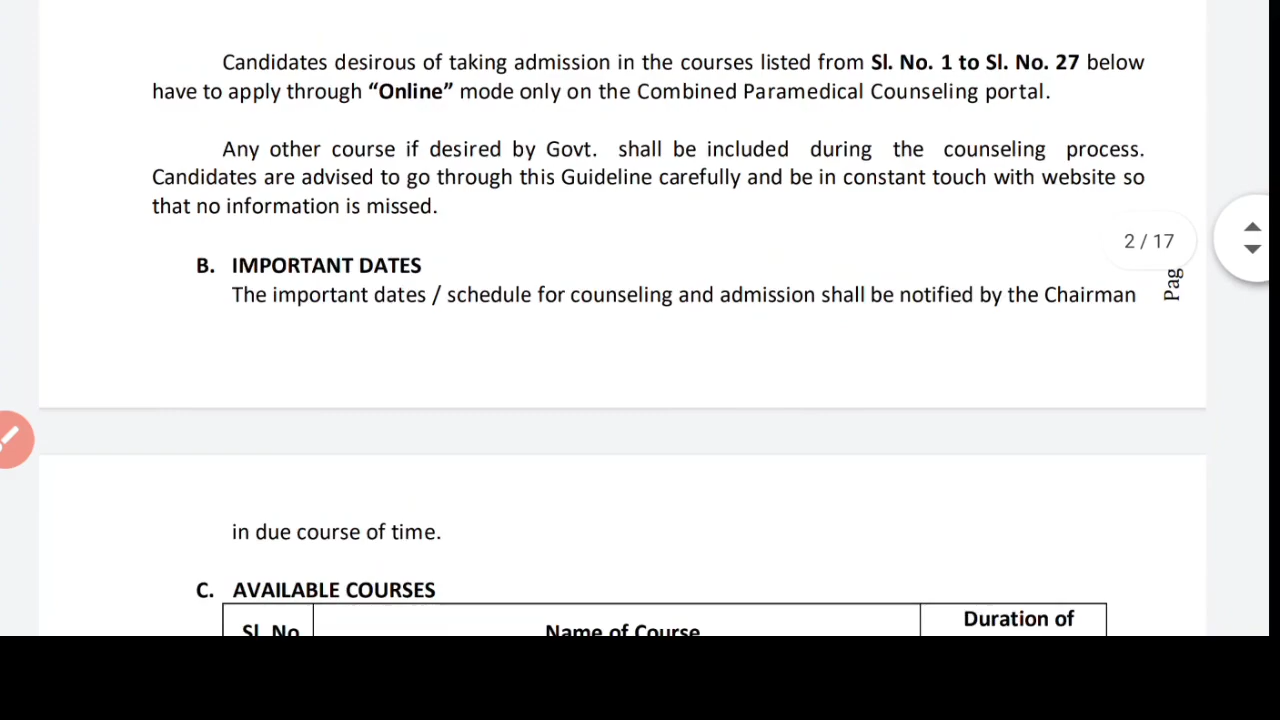 Candidates desirous of taking admission in the courses listed from Sl. No. 1 to Sl. No. 27 below
have to apply through “Online” mode only on the Combined Paramedical Counseling portal.
Any other course if desired by Govt. shall be included during the counseling process.
Candidates are advised to go through this Guideline carefully and be in constant touch with website so
that no information is missed.
2 / 17
B. IMPORTANT DATES
Pag
The important dates / schedule for counseling and admission shall be notified by the Chairman
in due course of time.
C. AVAILABLE COURSES
Duration of
Sl. No Name of Course